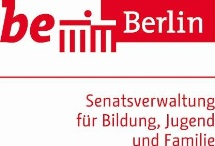 be Berlin
Senatsverwaltung
für Bildung, Jugend
und Familie